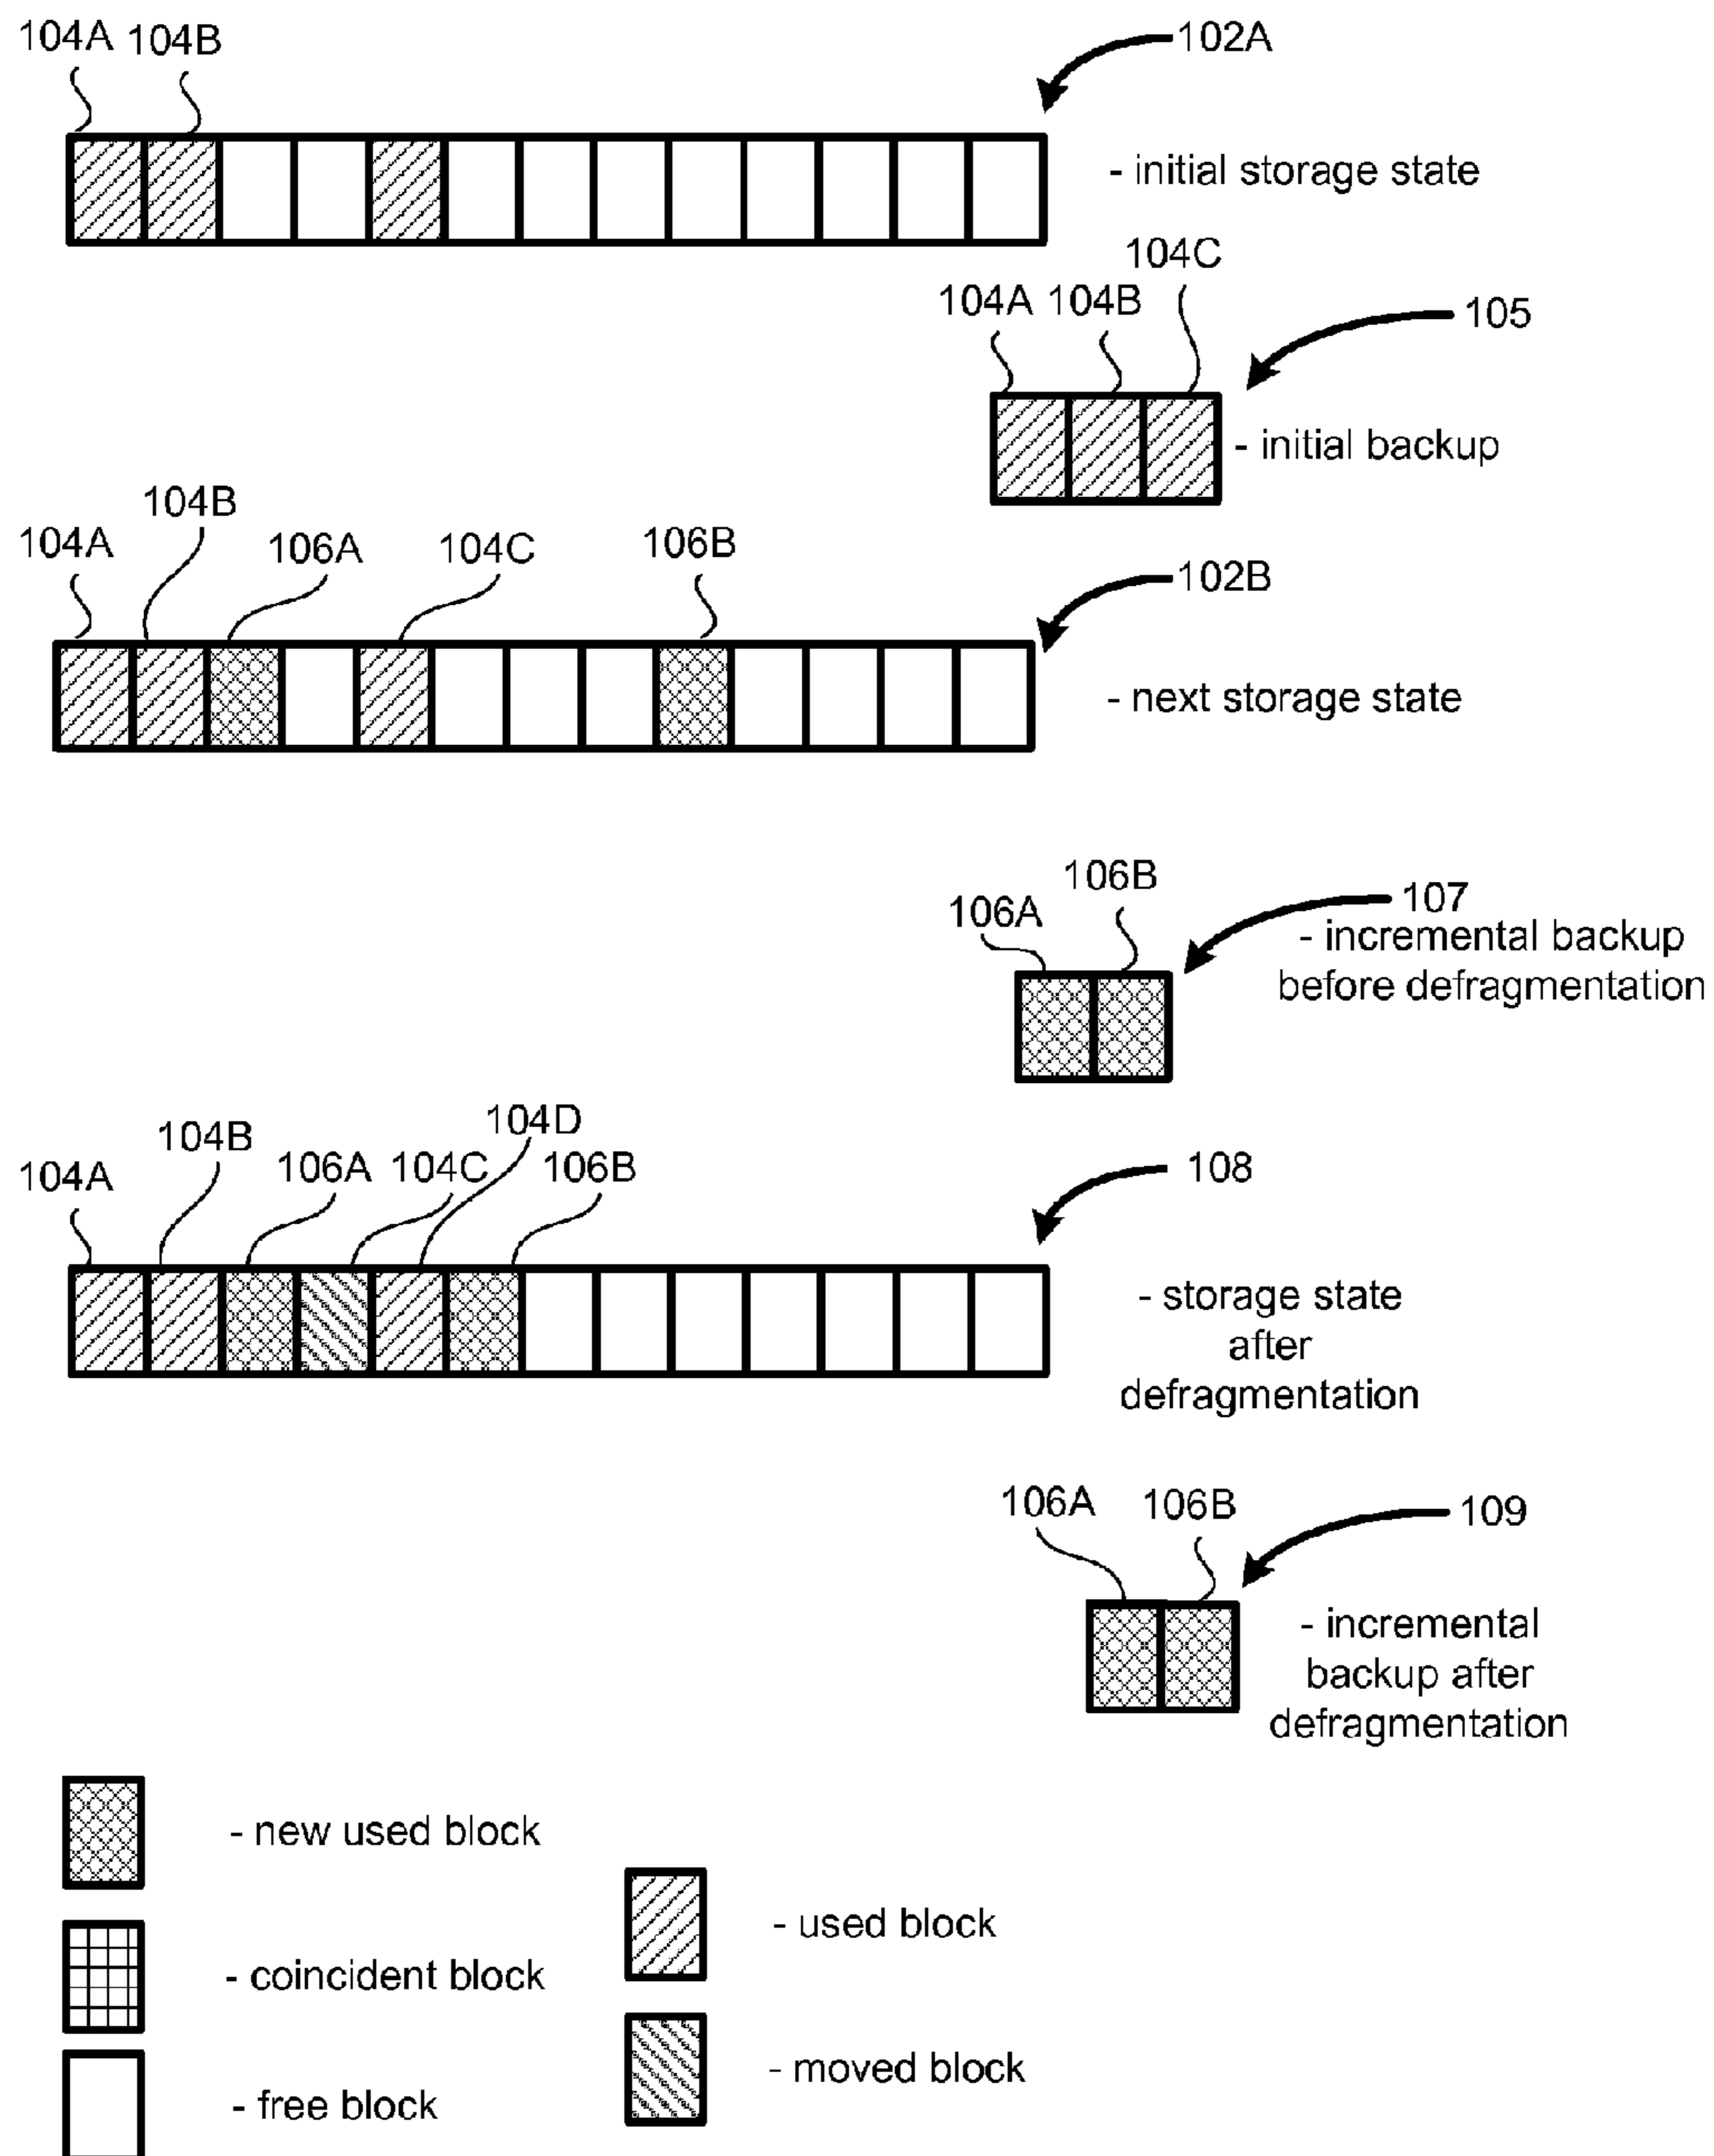 104A 104B
102A
- initial storage state
104C
104A 104B
105
- initial backup
104B
104A
106A
104C
106B
102B
- next storage state
106B
106A
107
- incremental backup
before defragmentation
104D
104B
104A
106A 104C
106B
108
- storage state
after
defragmentation
106A 106B
109
- incremental
backup after
defragmentation
- new used block
- used block
- coincident block
- moved block
- free block